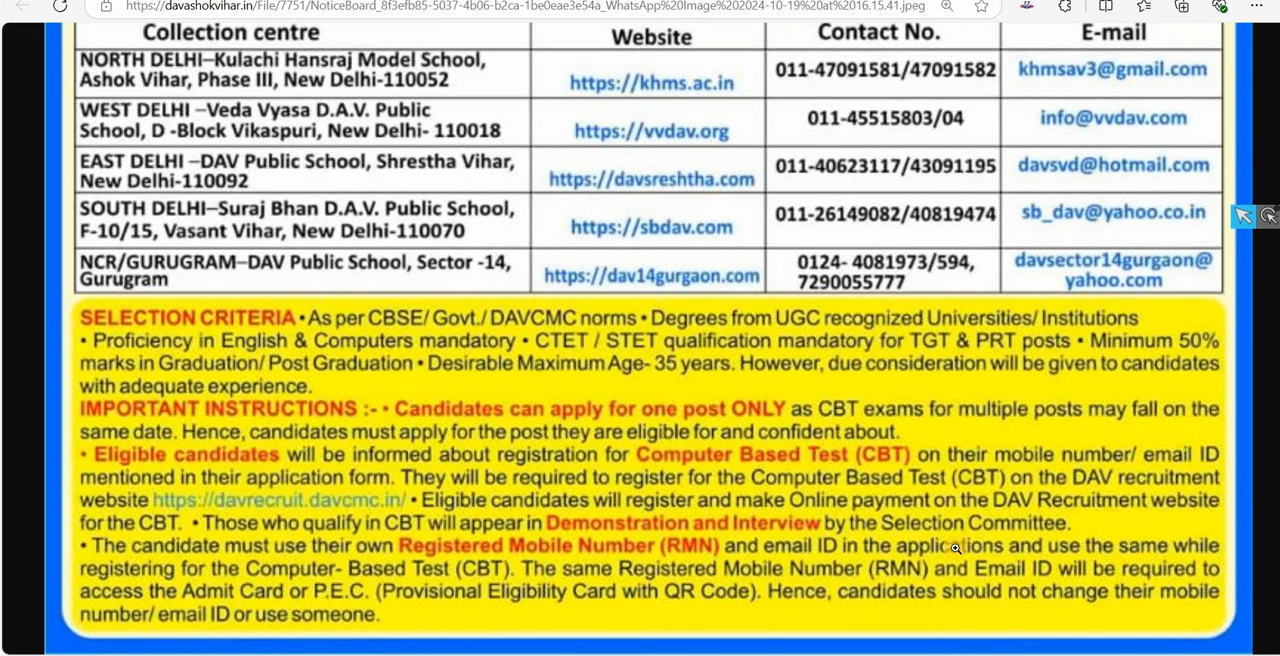 https://davashokvihar.in/File/7751/NoticeBoard_8f3efb85-5037-4b06-b2ca-1be0eae3e54a_WhatsApp%20Image%202024-10-19%20at%2016.15.41.jpeg
Collection centre Website Contact No. E-mail
NORTH DELHI–Kulachi Hansraj Model School,
Ashok Vihar, Phase III, New Delhi-110052
https://khms.ac.in
011-47091581/47091582
khmsav3@gmail.com
WEST DELHI –Veda Vyasa D.A.V. Public
School, D -Block Vikaspuri, New Delhi- 110018
https://vvdav.org
011-45515803/04
info@vvdav.com
EAST DELHI –DAV Public School, Shrestha Vihar,
New Delhi-110092
https://davsreshtha.com
011-40623117/43091195
davsvd@hotmail.com
SOUTH DELHI–Suraj Bhan D.A.V. Public School,
F-10/15, Vasant Vihar, New Delhi-110070
https://sbdav.com
011-26149082/40819474
sb_dav@yahoo.co.in
NCR/GURUGRAM–DAV Public School, Sector -14,
Gurugram
https://dav14gurgaon.com
0124- 4081973/594,
7290055777
davsector14gurgaon@
yahoo.com
SELECTION CRITERIA • As per CBSE/ Govt./ DAVCMC norms • Degrees from UGC recognized Universities/ Institutions
• Proficiency in English & Computers mandatory • CTET / STET qualification mandatory for TGT & PRT posts • Minimum 50%
marks in Graduation/ Post Graduation • Desirable Maximum Age- 35 years. However, due consideration will be given to candidates
with adequate experience.
IMPORTANT INSTRUCTIONS :- • Candidates can apply for one post ONLY as CBT exams for multiple posts may fall on the
same date. Hence, candidates must apply for the post they are eligible for and confident about.
• Eligible candidates will be informed about registration for Computer Based Test (CBT) on their mobile number/ email ID
mentioned in their application form. They will be required to register for the Computer Based Test (CBT) on the DAV recruitment
website https://davrecruit.davcmc.in/ • Eligible candidates will register and make Online payment on the DAV Recruitment website
for the CBT. • Those who qualify in CBT will appear in Demonstration and Interview by the Selection Committee.
• The candidate must use their own Registered Mobile Number (RMN) and email ID in the applications and use the same while
registering for the Computer- Based Test (CBT). The same Registered Mobile Number (RMN) and Email ID will be required to
access the Admit Card or P.E.C. (Provisional Eligibility Card with QR Code). Hence, candidates should not change their mobile
number/ email ID or use someone.